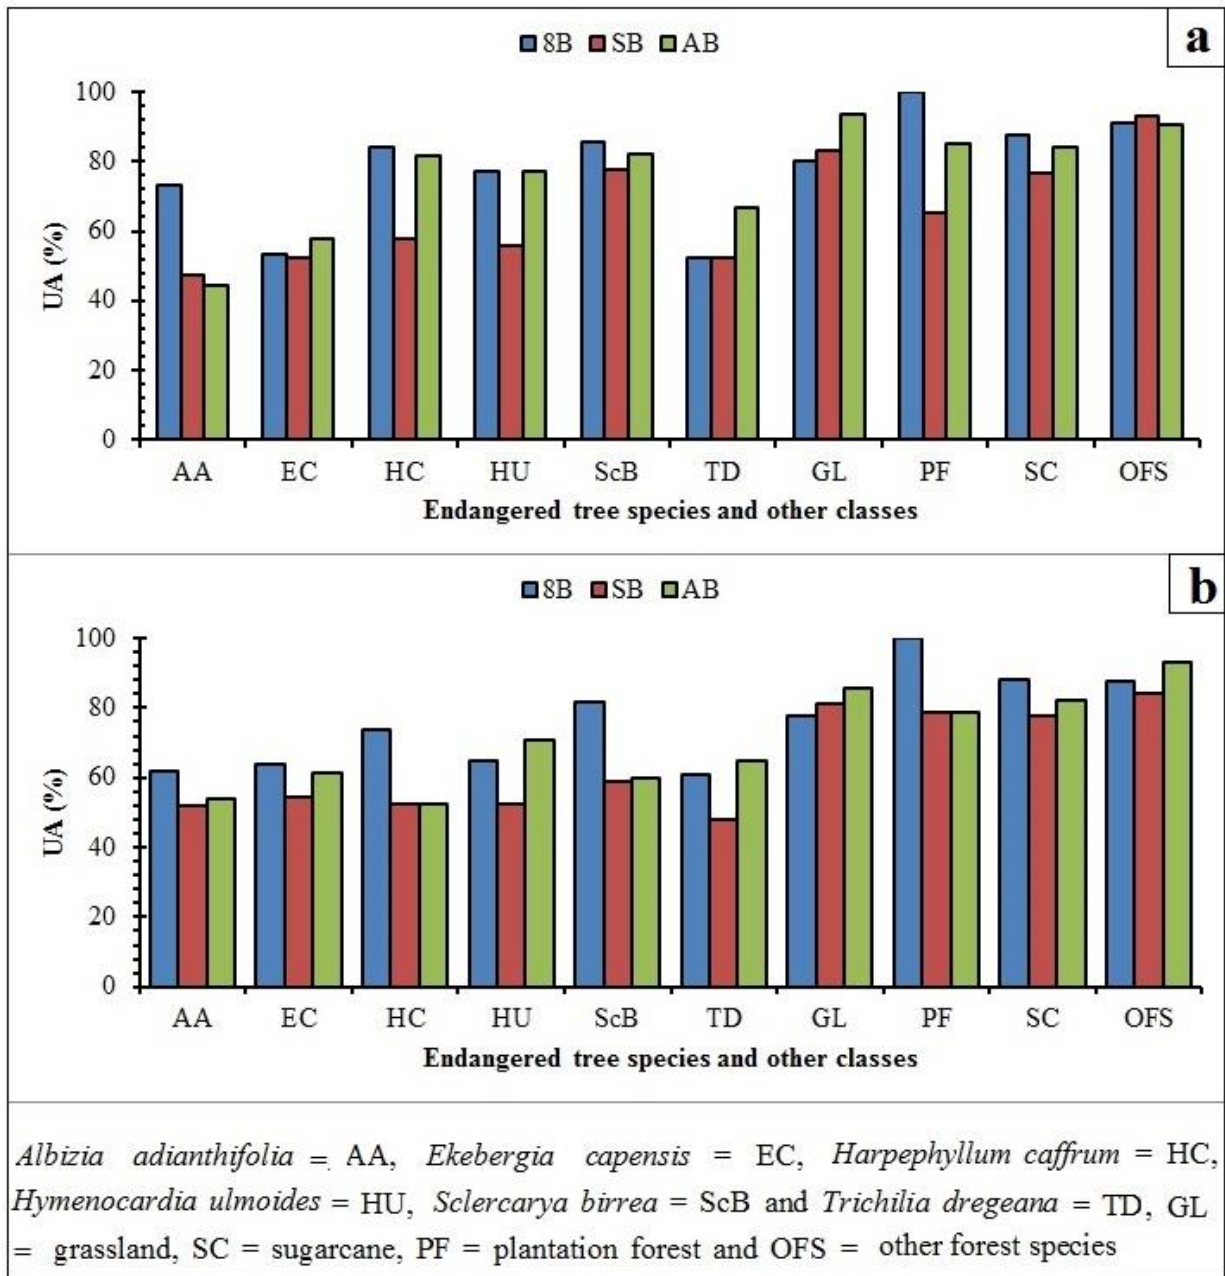 a
8B SB AB
100
80
60
40
20
0
UA (%)
AA EC HC HU ScB TD GL PF SC OFS
Endangered tree species and other classes
b
8B SB AB
100
80
60
40
20
0
UA (%)
AA EC HC HU ScB TD GL PF SC OFS
Endangered tree species and other classes
Albizia adianthifolia = AA, Ekebergia capensis = EC, Harpephyllum caffrum = HC,
Hymenocardia ulmoides = HU, Sclercarya birrea = ScB and Trichilia dregeana = TD, GL
= grassland, SC = sugarcane, PF = plantation forest and OFS = other forest species